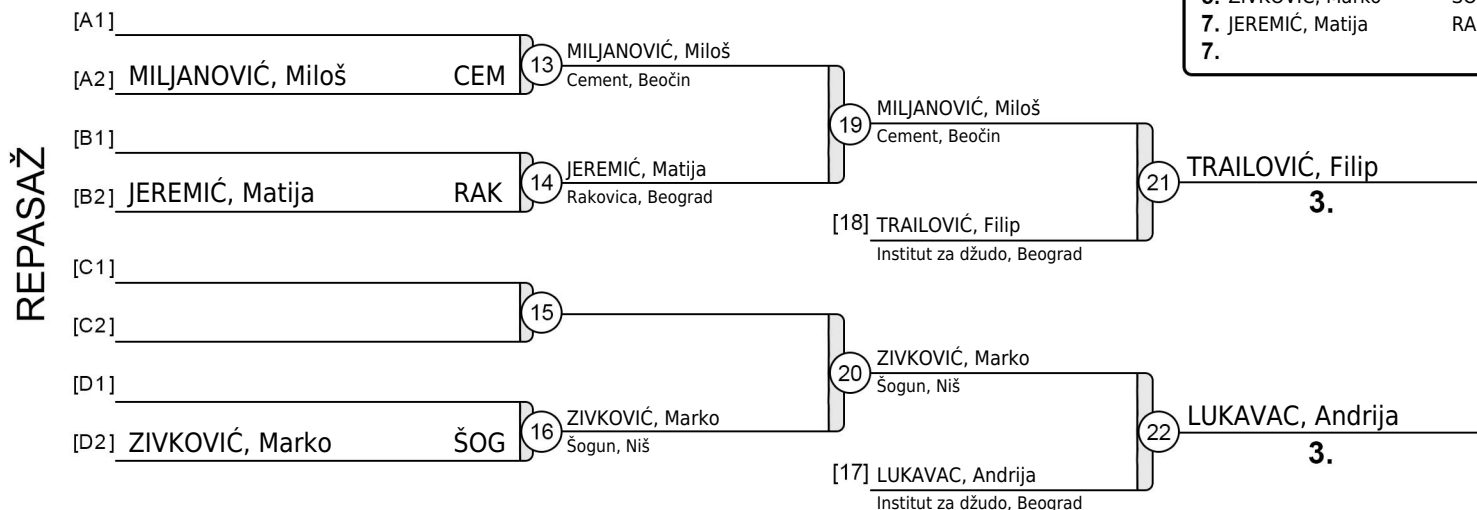 [A1]
[A2] MILJANOVIĆ, Miloš CEM
13
MILJANOVIĆ, Miloš
Cement, Beočin
[B1]
[B2] JEREMIĆ, Matija RAK
14
JEREMIĆ, Matija
Rakovica, Beograd
19
MILJANOVIĆ, Miloš
Cement, Beočin
[18] TRAILOVIĆ, Filip
Institut za džudo, Beograd
21
TRAILOVIĆ, Filip
3.
REPASAŽ
[C1]
[C2]
15
[D1]
[D2] ZIVKOVIĆ, Marko ŠOG
16
ZIVKOVIĆ, Marko
Šogun, Niš
20
ZIVKOVIĆ, Marko
Šogun, Niš
[17] LUKAVAC, Andrija
Institut za džudo, Beograd
22
LUKAVAC, Andrija
3.
7. JEREMIĆ, Matija RA
7.